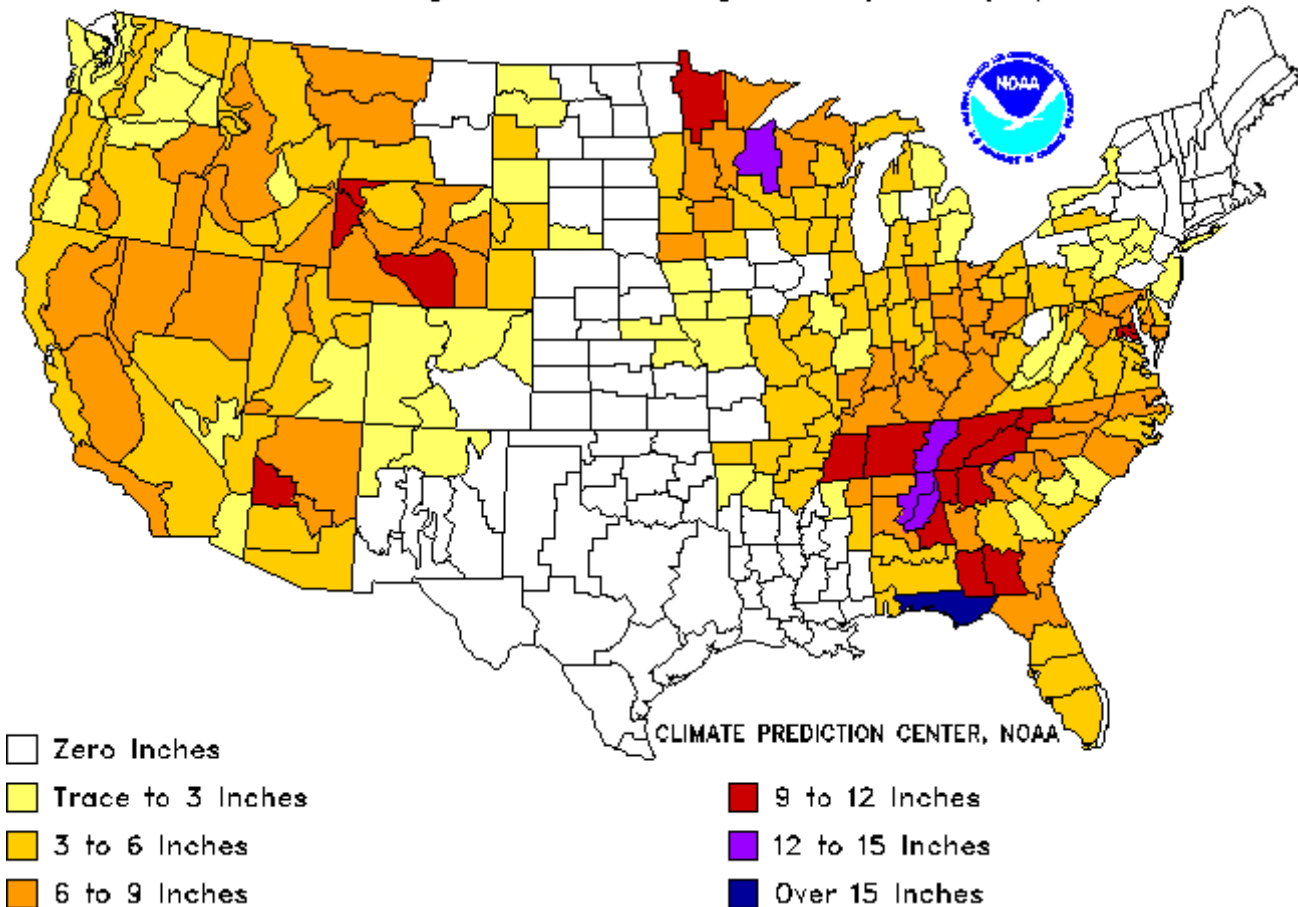 NOAA
CLIMATE PREDICTION CENTER, NOAA
Zero Inches
Trace to 3 Inches
3 to 6 Inches
6 to 9 Inches
9 to 12 Inches
12 to 15 Inches
Over 15 Inches